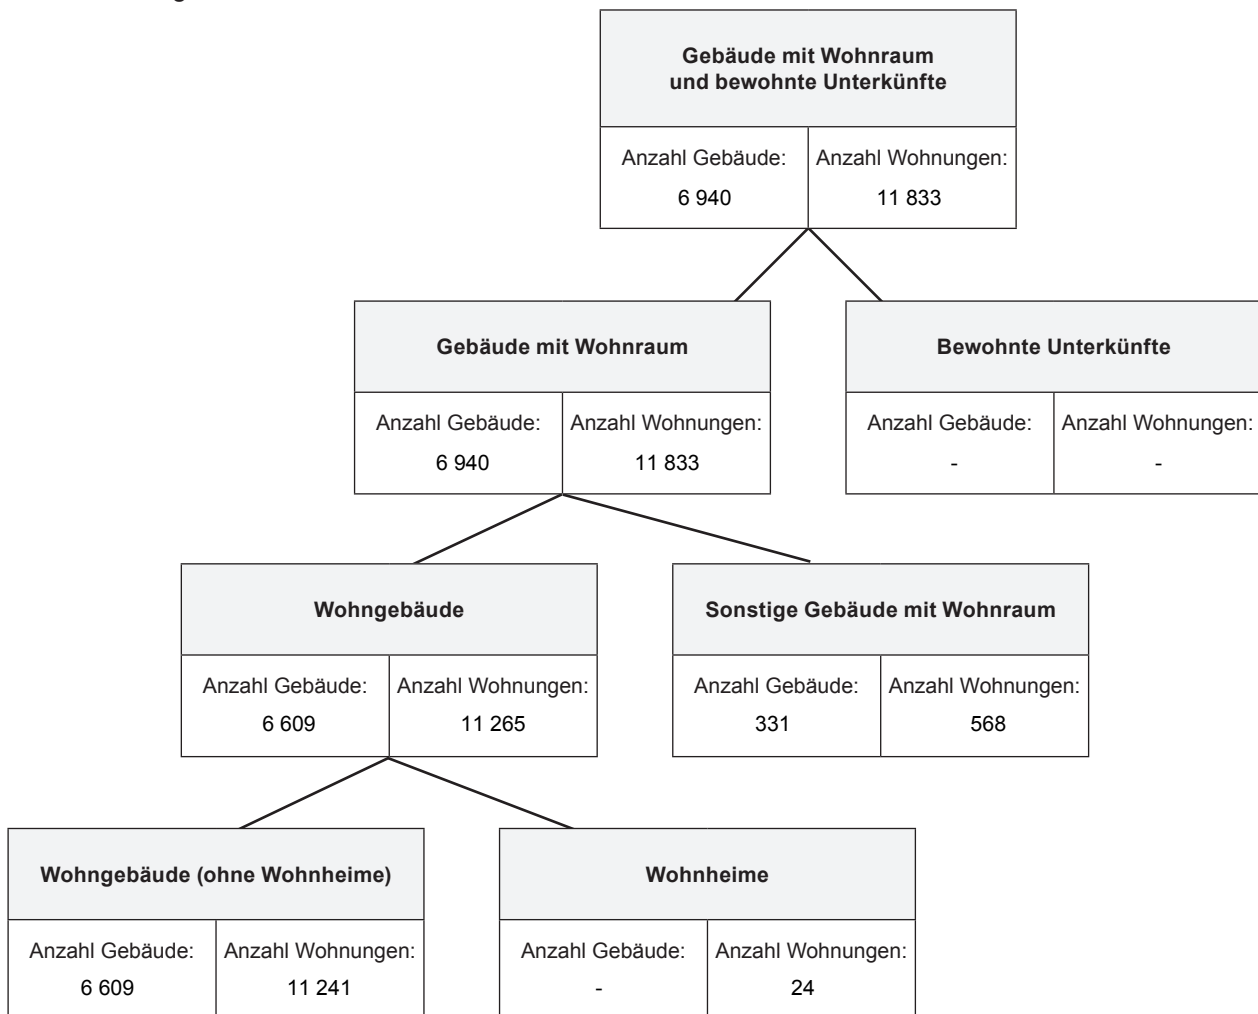 Gebäude mit Wohnraum
und bewohnte Unterkünfte
Anzahl Gebäude: Anzahl Wohnungen:
6 940 11 833
Gebäude mit Wohnraum
Anzahl Gebäude: Anzahl Wohnungen:
6 940 11 833
Bewohnte Unterkünfte
Anzahl Gebäude: Anzahl Wohnungen:
- -
Wohngebäude
Anzahl Gebäude: Anzahl Wohnungen:
6 609 11 265
Sonstige Gebäude mit Wohnraum
Anzahl Gebäude: Anzahl Wohnungen:
331 568
Wohngebäude (ohne Wohnheime)
Anzahl Gebäude: Anzahl Wohnungen:
6 609 11 241
Wohnheime
Anzahl Gebäude: Anzahl Wohnungen:
- 24